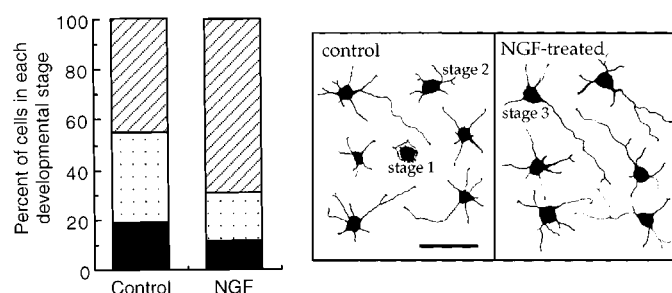 Percent of cells in each
developmental stage
100
80
60
40
20
0
Control
NGF
control
stage 2
stage 1
NGF-treated
stage 3